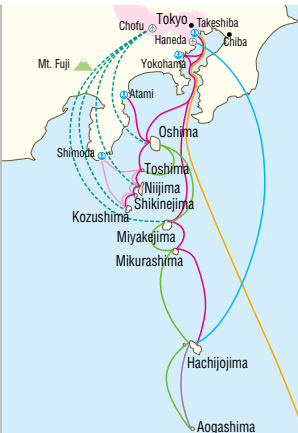 Tokyo
Takeshiba
Chofu
Haneda
Chiba
Yokohama
Mt. Fuji
Atami
Oshima
Shimoda
Toshima
Niijima
Shikinejima
Kozushima
Miyakejima
Mikurashima
Hachijojima
Aogashima